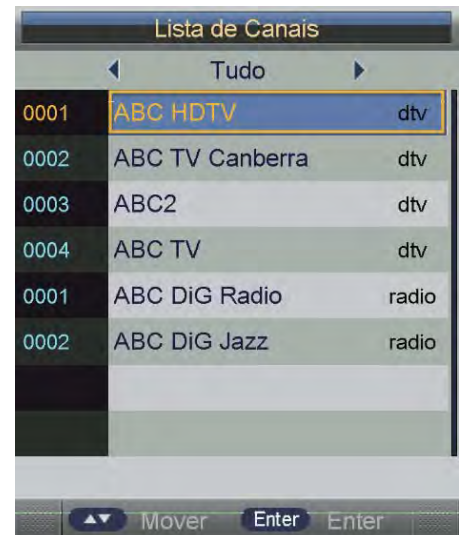 Lista de Canais
Tudo
0001 ABC HDTV dtv
0002 ABC TV Canberra dtv
0003 ABC2 dtv
0004 ABC TV dtv
0001 ABC DiG Radio radio
0002 ABC DiG Jazz radio
Mover Enter Enter